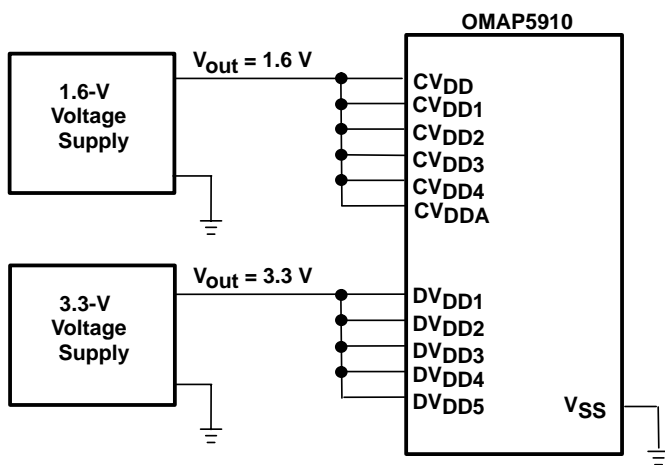 OMAP5910
Vout = 1.6 V
1.6-V
Voltage
Supply
CVDD
CVDD1
CVDD2
CVDD3
CVDD4
CVDDA
Vout = 3.3 V
3.3-V
Voltage
Supply
DVDD1
DVDD2
DVDD3
DVDD4
DVDD5
VSS